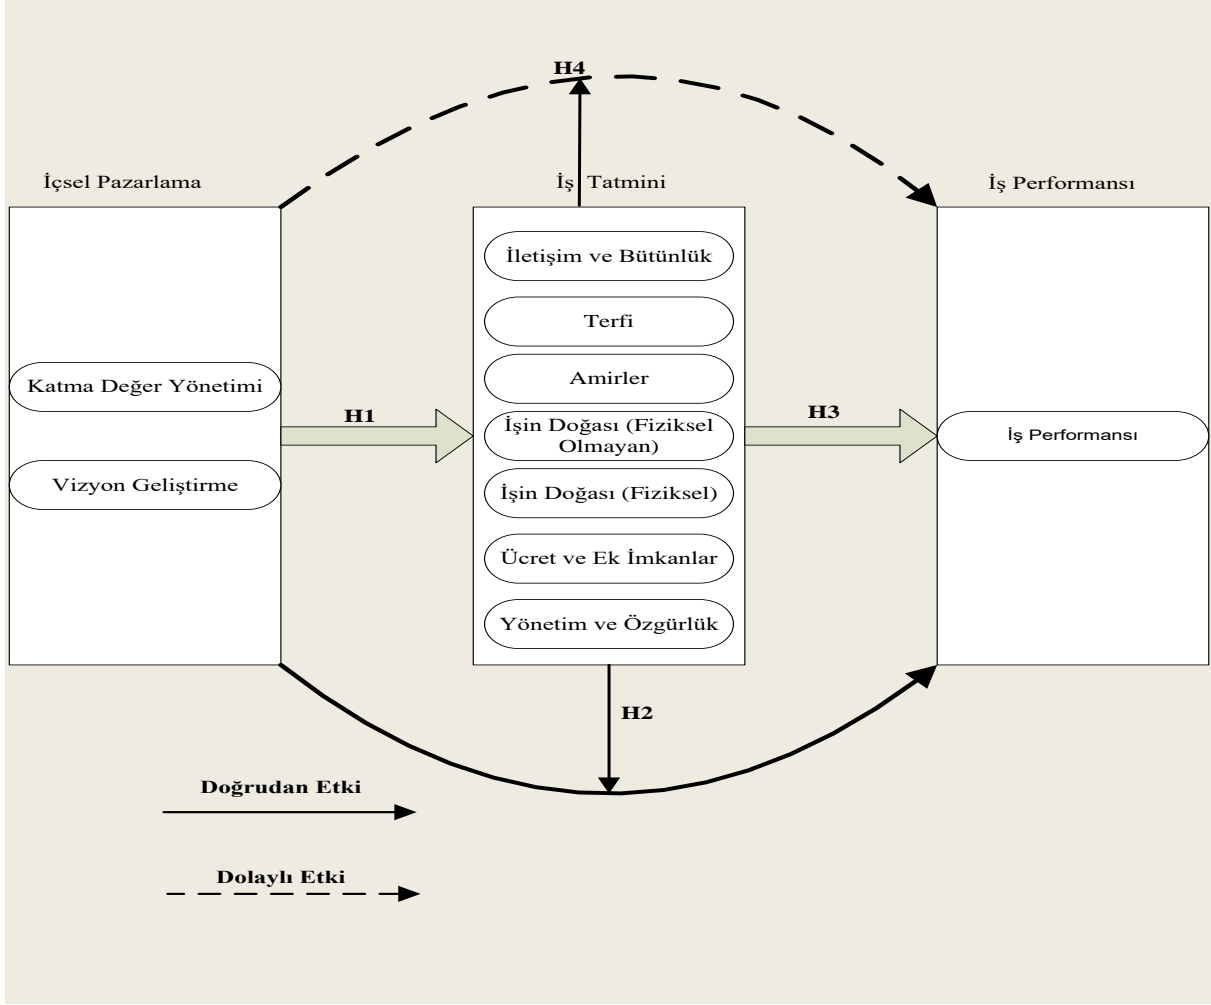 H4
İçsel Pazarlama
İş Tatmini
İş Performansı
İletişim ve Bütünlük
Terfi
Katma Değer Yönetimi
Amirler
H1
İşin Doğası (Fiziksel
Olmayan)
H3
İş Performansı
Vizyon Geliştirme
İşin Doğası (Fiziksel)
Ücret ve Ek İmkanlar
Yönetim ve Özgürlük
H2
Doğrudan Etki
Dolaylı Etki